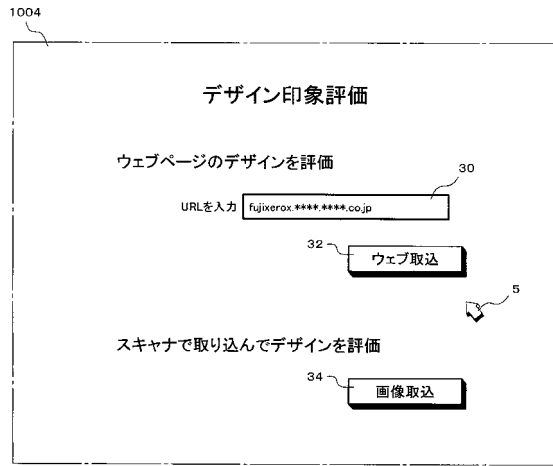 1004
デザイン印象評価
ウェブページのデザインを評価
30
URLを入力 fujixerox.****.****.co.jp
32 ウェブ取込
5
スキャナで取り込んでデザインを評価
34 画像取込